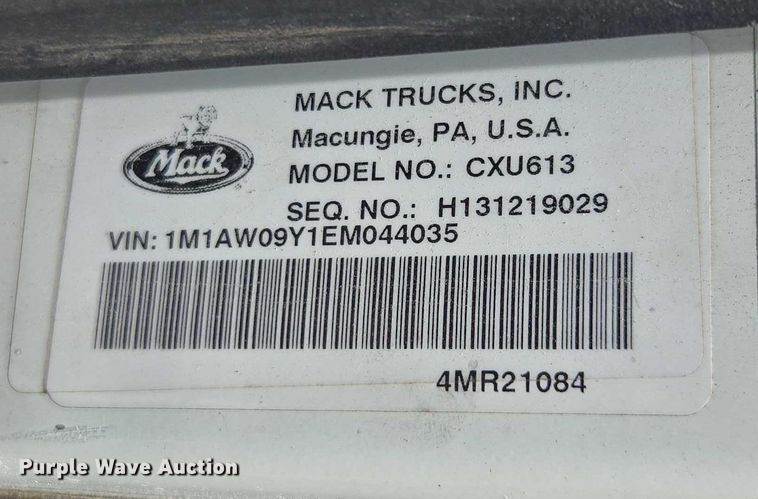 MACK TRUCKS, INC.
Mack
Macungie, PA, U.S.A.
MODEL NO.: CXU613
SEQ. NO.: H131219029
VIN: 1M1AW09Y1EM044035
4MR21084
Purple Wave Auction